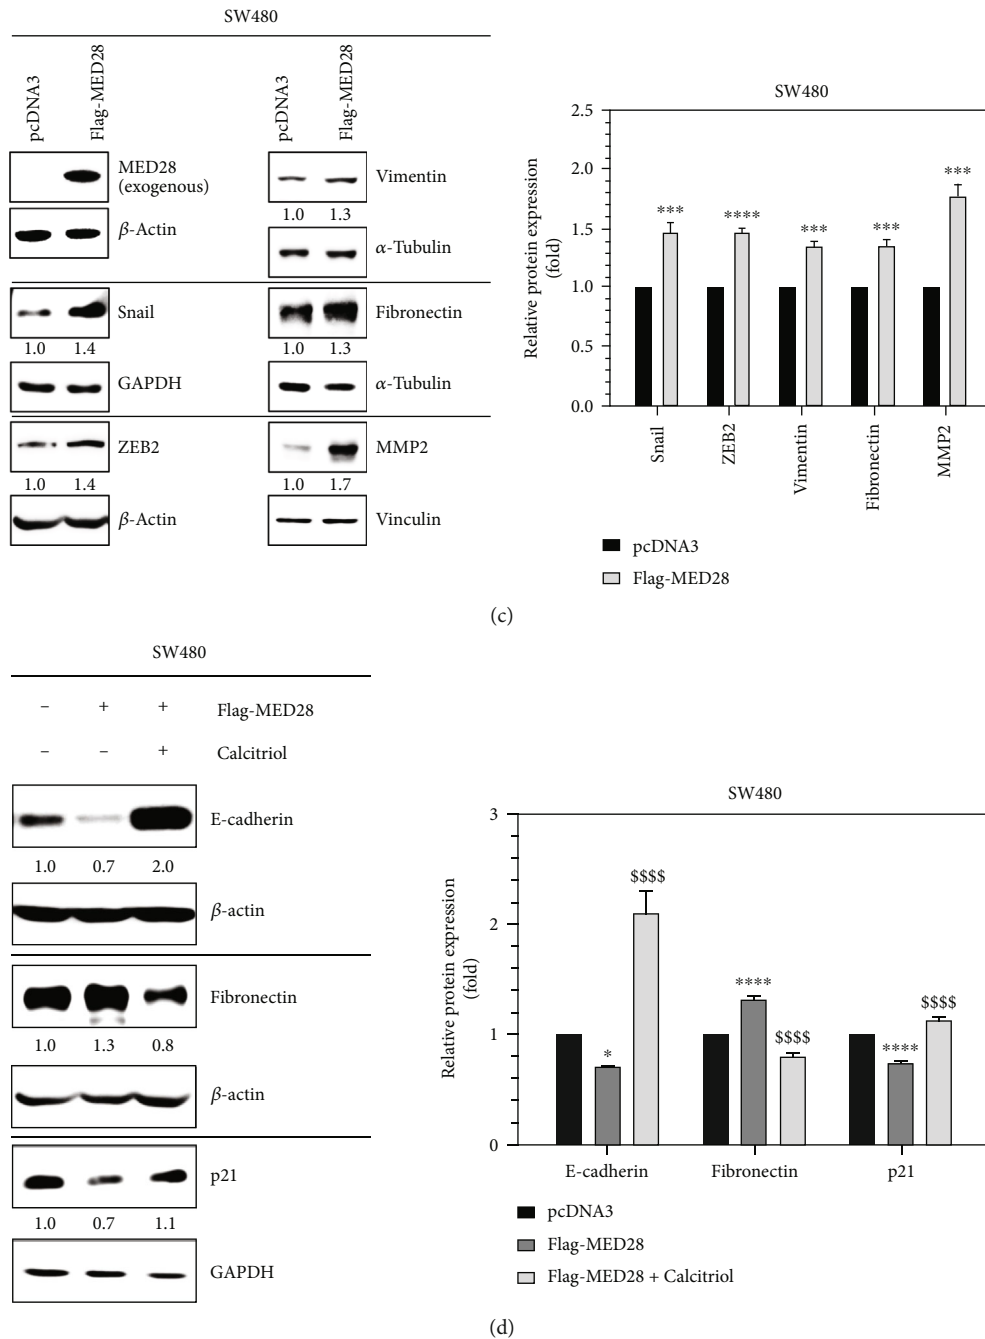 SW480
pcDNA3
Flag-MED28
pcDNA3
Flag-MED28
MED28
(exogenous)
β-Actin
Vimentin
1.0 1.3
α-Tubulin
Snail
1.0 1.4
GAPDH
Fibronectin
1.0 1.3
α-Tubulin
ZEB2
1.0 1.4
β-Actin
MMP2
1.0 1.7
Vinculin
SW480
Relative protein expression
(fold)
2.5
2.0
1.5
1.0
0.5
0.0
***
****
***
***
***
Snail
ZEB2
Vimentin
Fibronectin
MMP2
pcDNA3
Flag-MED28
(c)
SW480
– + + Flag-MED28
– – + Calcitriol
E-cadherin
1.0 0.7 2.0
β-actin
Fibronectin
1.0 1.3 0.8
β-actin
p21
1.0 0.7 1.1
GAPDH
SW480
Relative protein expression
(fold)
3
2
1
0
*
$$$$
****
$$$$
****
$$$$
E-cadherin Fibronectin p21
pcDNA3
Flag-MED28
Flag-MED28 + Calcitriol
(d)